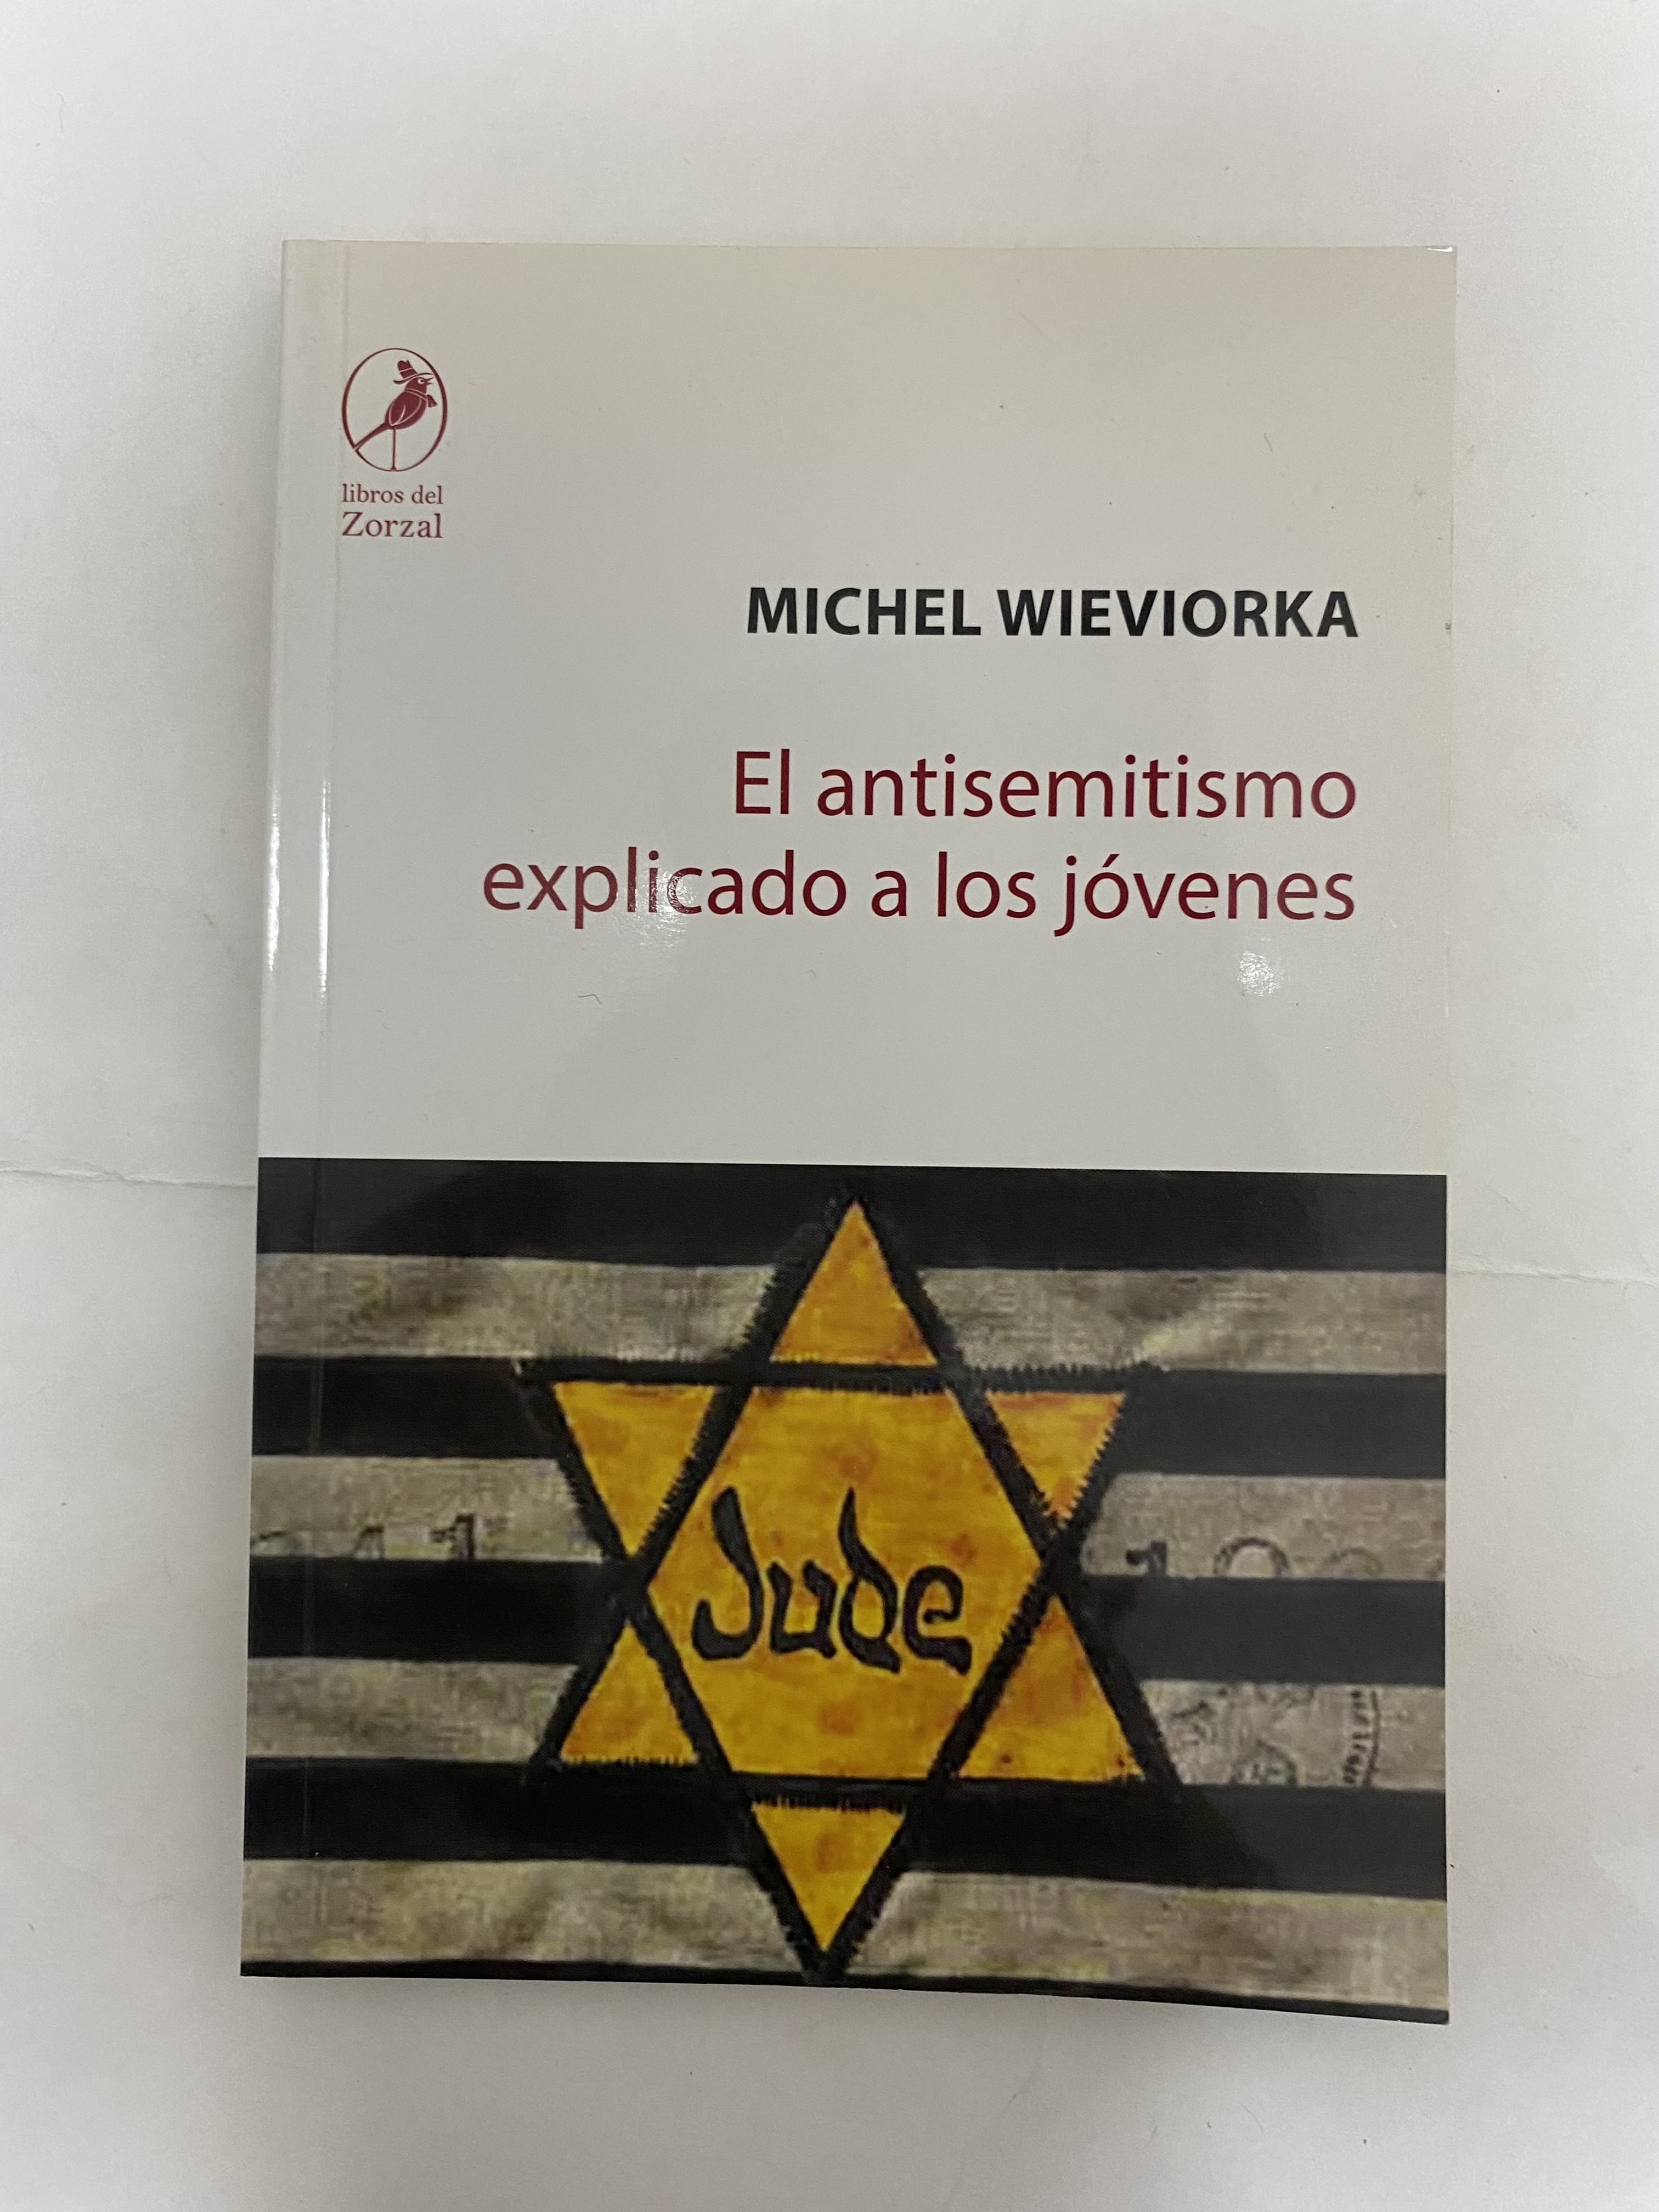 libros del
Zorzal
MICHEL WIEVIORKA
El antisemitismo
explicado a los jóvenes
Jude